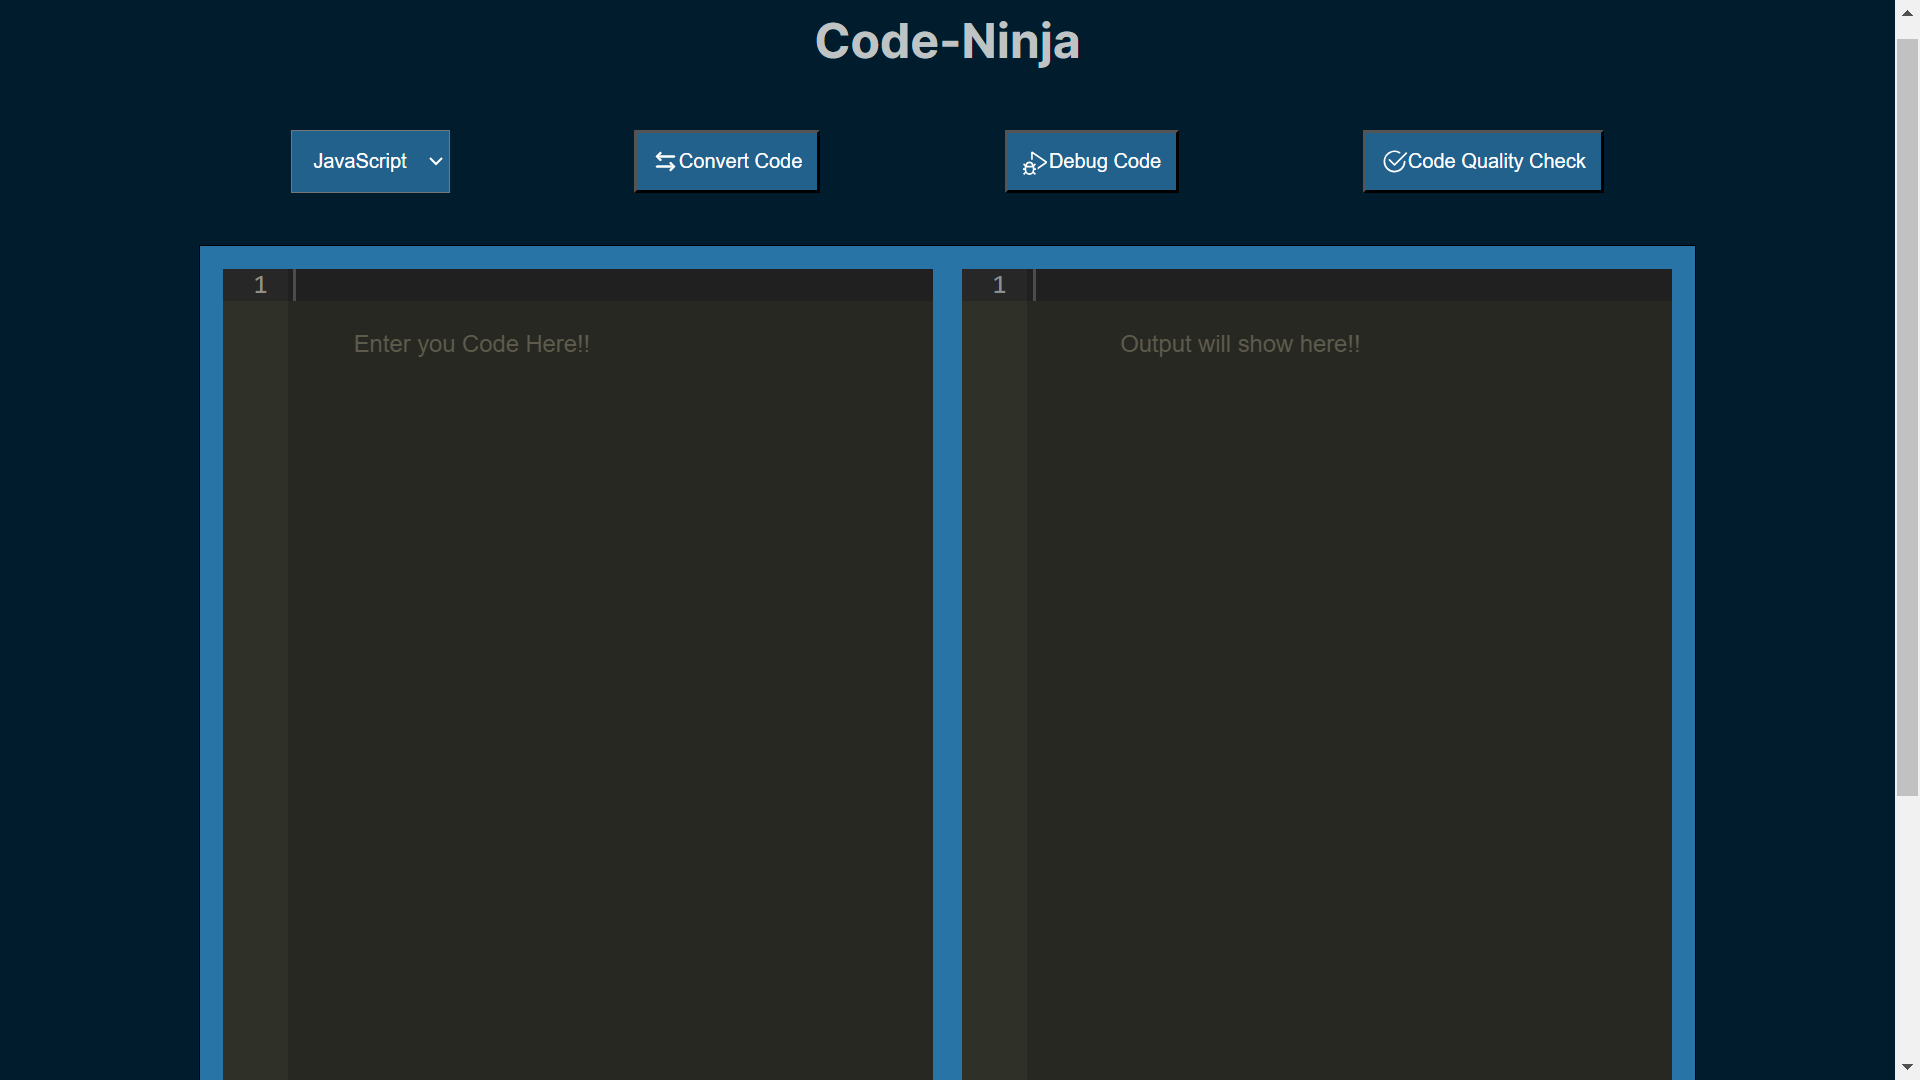 Code-Ninja
JavaScript
Convert Code
Debug Code
Code Quality Check
1
Enter you Code Here!!
1
Output will show here!!